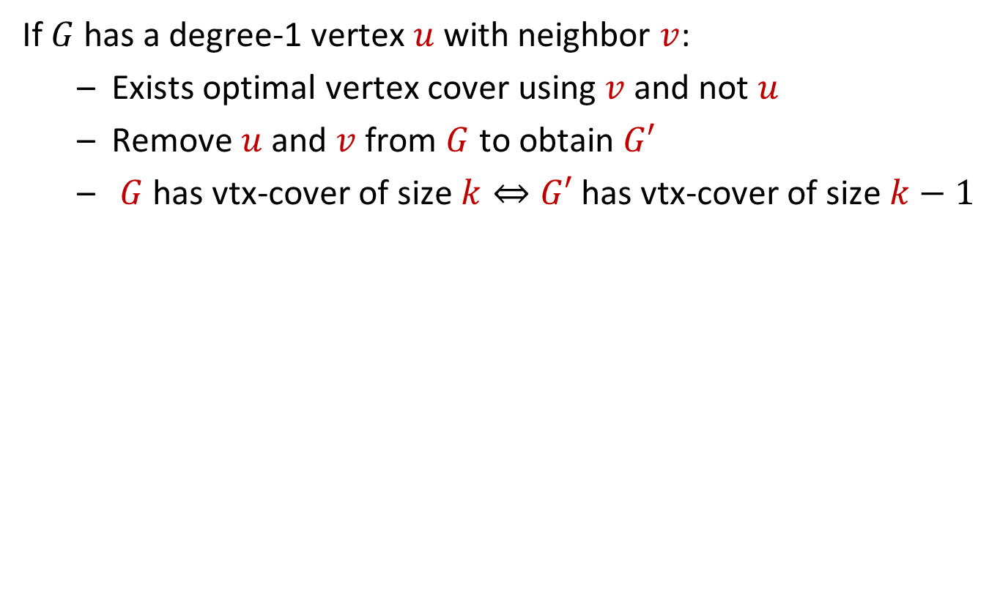 If G has a degree-1 vertex u with neighbor v:
– Exists optimal vertex cover using v and not u
– Remove u and v from G to obtain G′
– G has vtx-cover of size k ⇔ G′ has vtx-cover of size k − 1